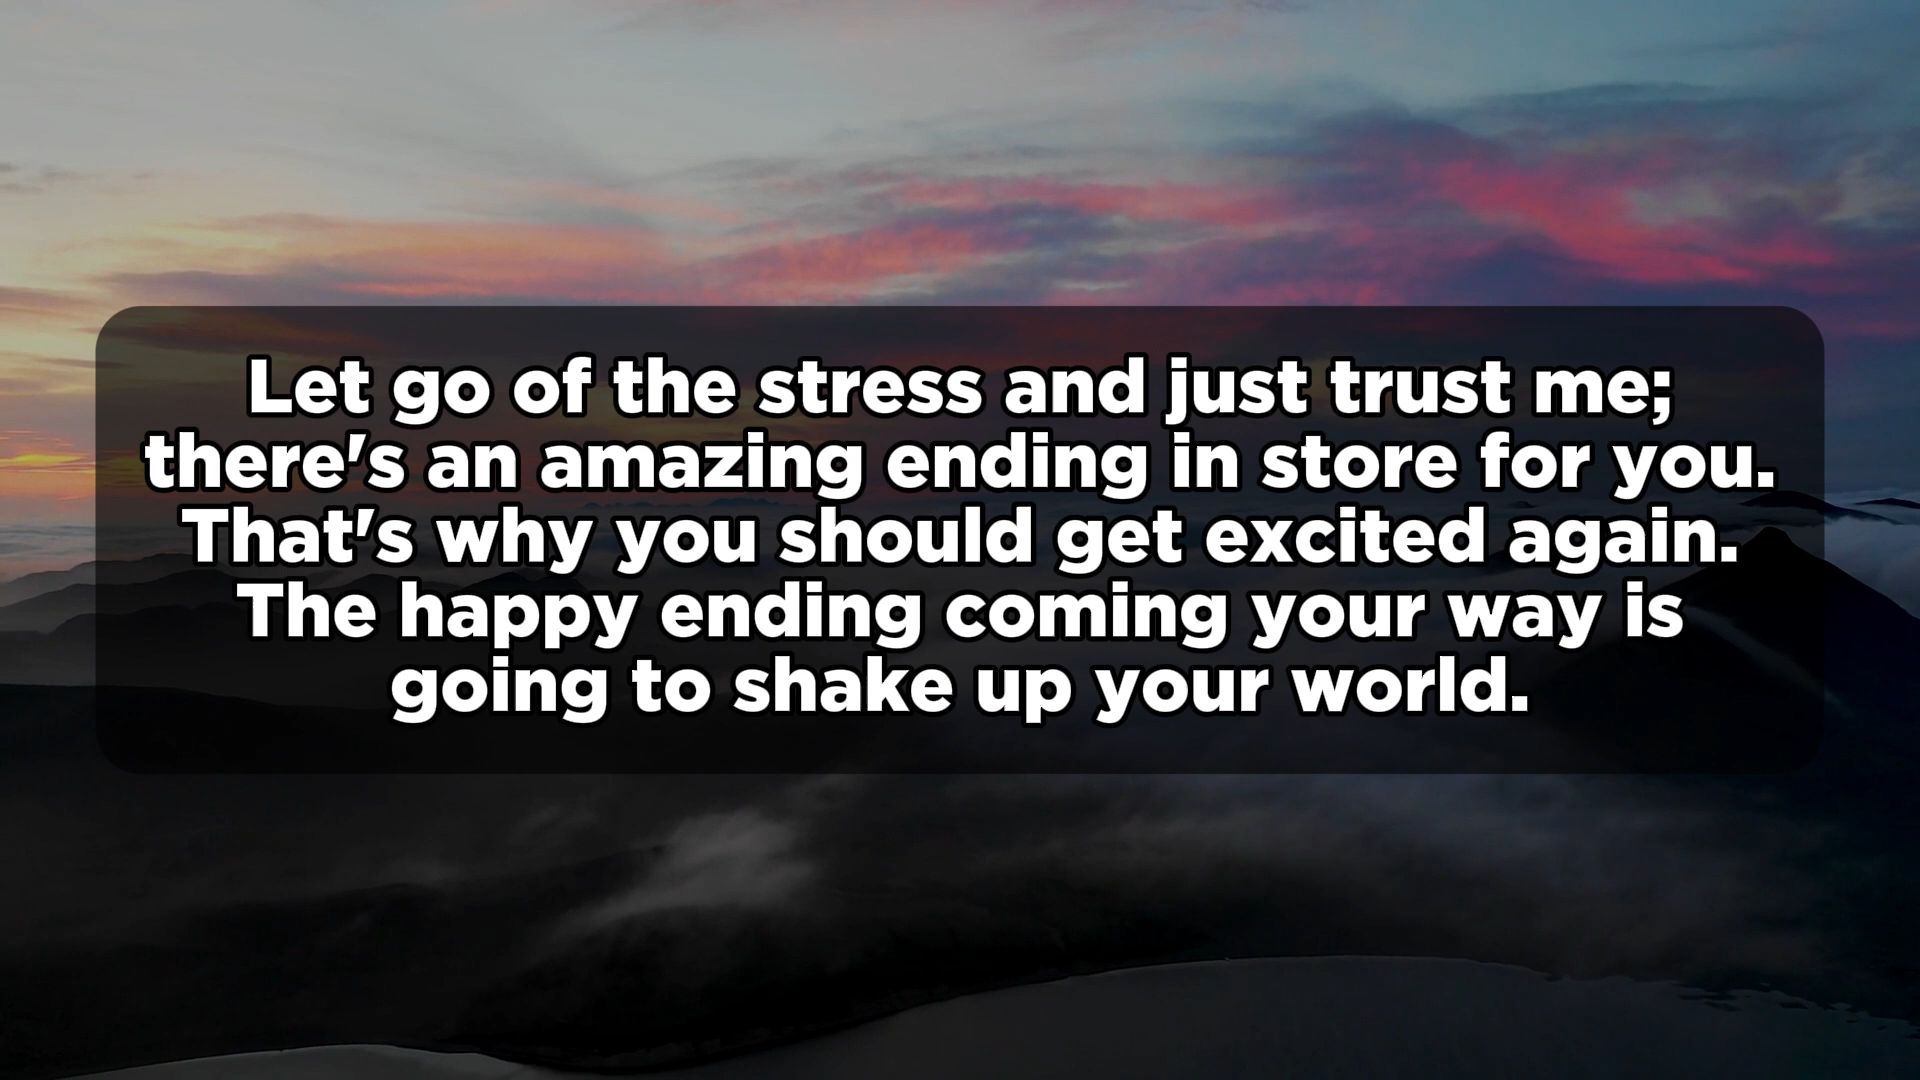 Let go of the stress and just trust me;
there's an amazing ending in store for you.
That's why you should get excited again.
The happy ending coming your way is
going to shake up your world.